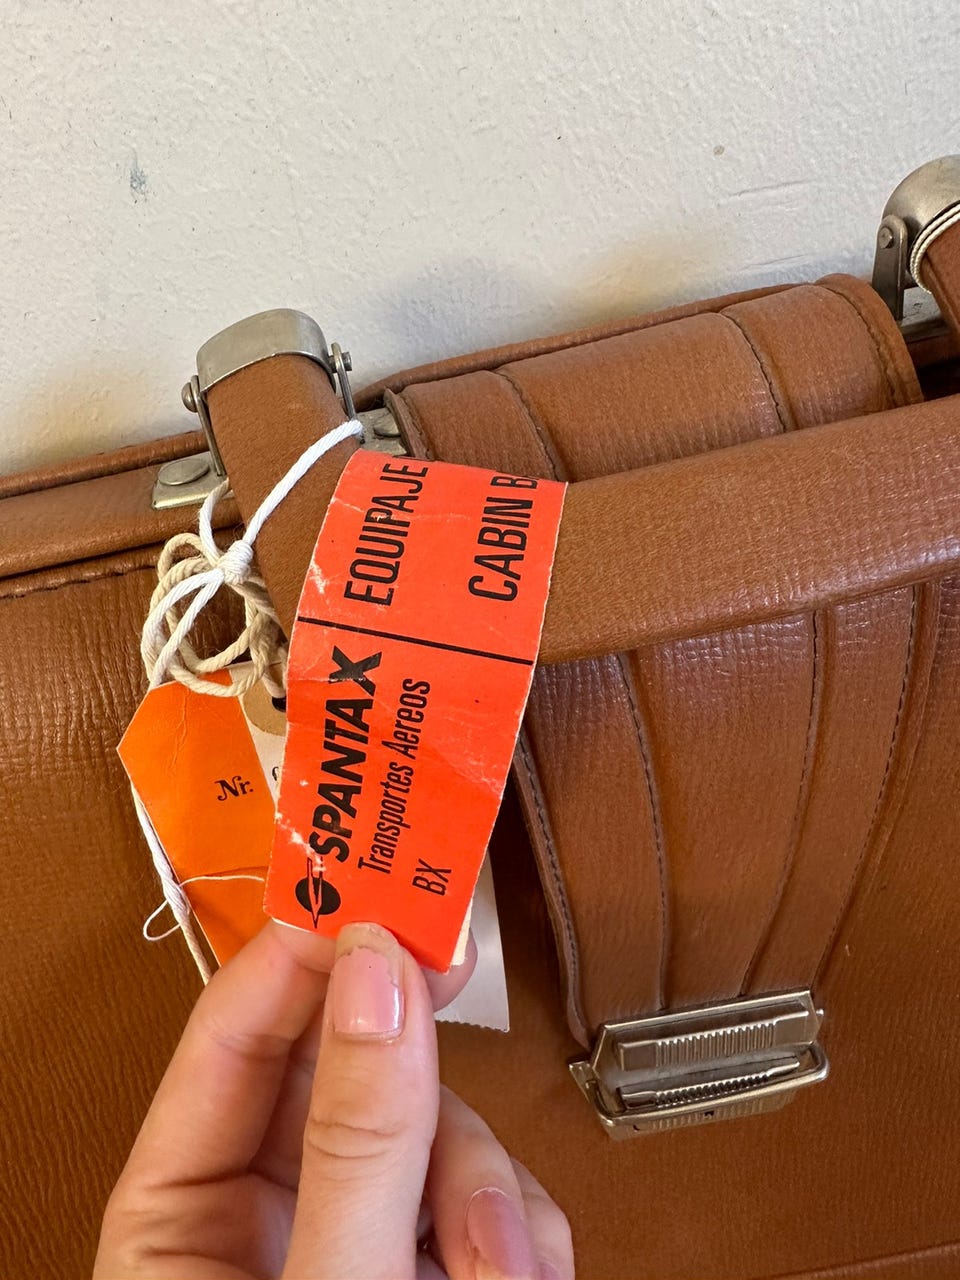 SPANTAX
Transportes Aereos
BX
EQUIPAJE
CABIN
Nr.